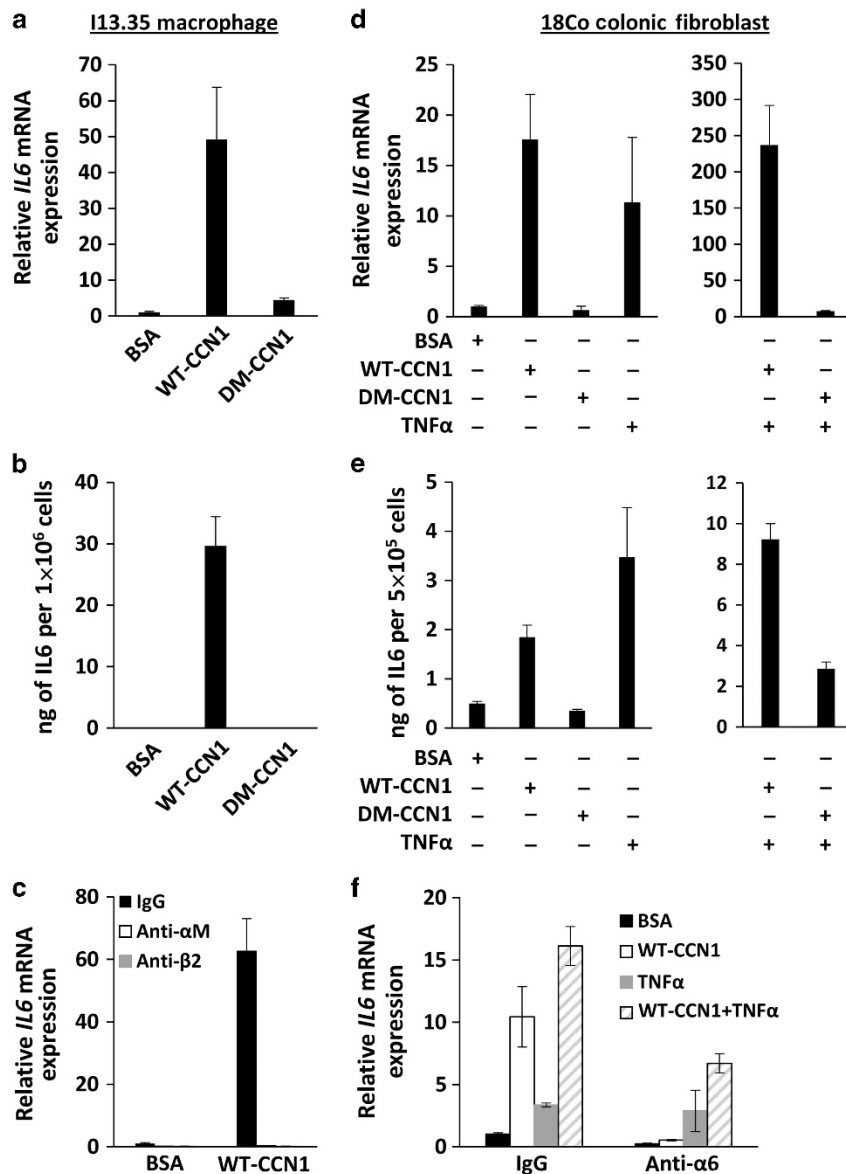 a
I13.35 macrophage
Relative IL6 mRNA
expression
70
60
50
40
30
20
10
0
BSA
WT-CCN1
DM-CCN1
b
ng of IL6 per 1×10⁶ cells
40
30
20
10
0
BSA
WT-CCN1
DM-CCN1
c
Relative IL6 mRNA
expression
80
60
40
20
0
IgG
Anti-αM
Anti-β2
BSA WT-CCN1
d
18Co colonic fibroblast
Relative IL6 mRNA
expression
25
20
15
10
5
0
350
300
250
200
150
100
50
0
BSA + – – – – –
WT-CCN1 – + – – + –
DM-CCN1 – – + – – +
TNFα – – – + + +
e
ng of IL6 per 5×10⁵ cells
5
4
3
2
1
0
12
10
8
6
4
2
0
BSA + – – – – –
WT-CCN1 – + – – + –
DM-CCN1 – – + – – +
TNFα – – – + + +
f
Relative IL6 mRNA
expression
20
15
10
5
0
BSA
WT-CCN1
TNFα
WT-CCN1+TNFα
IgG Anti-α6